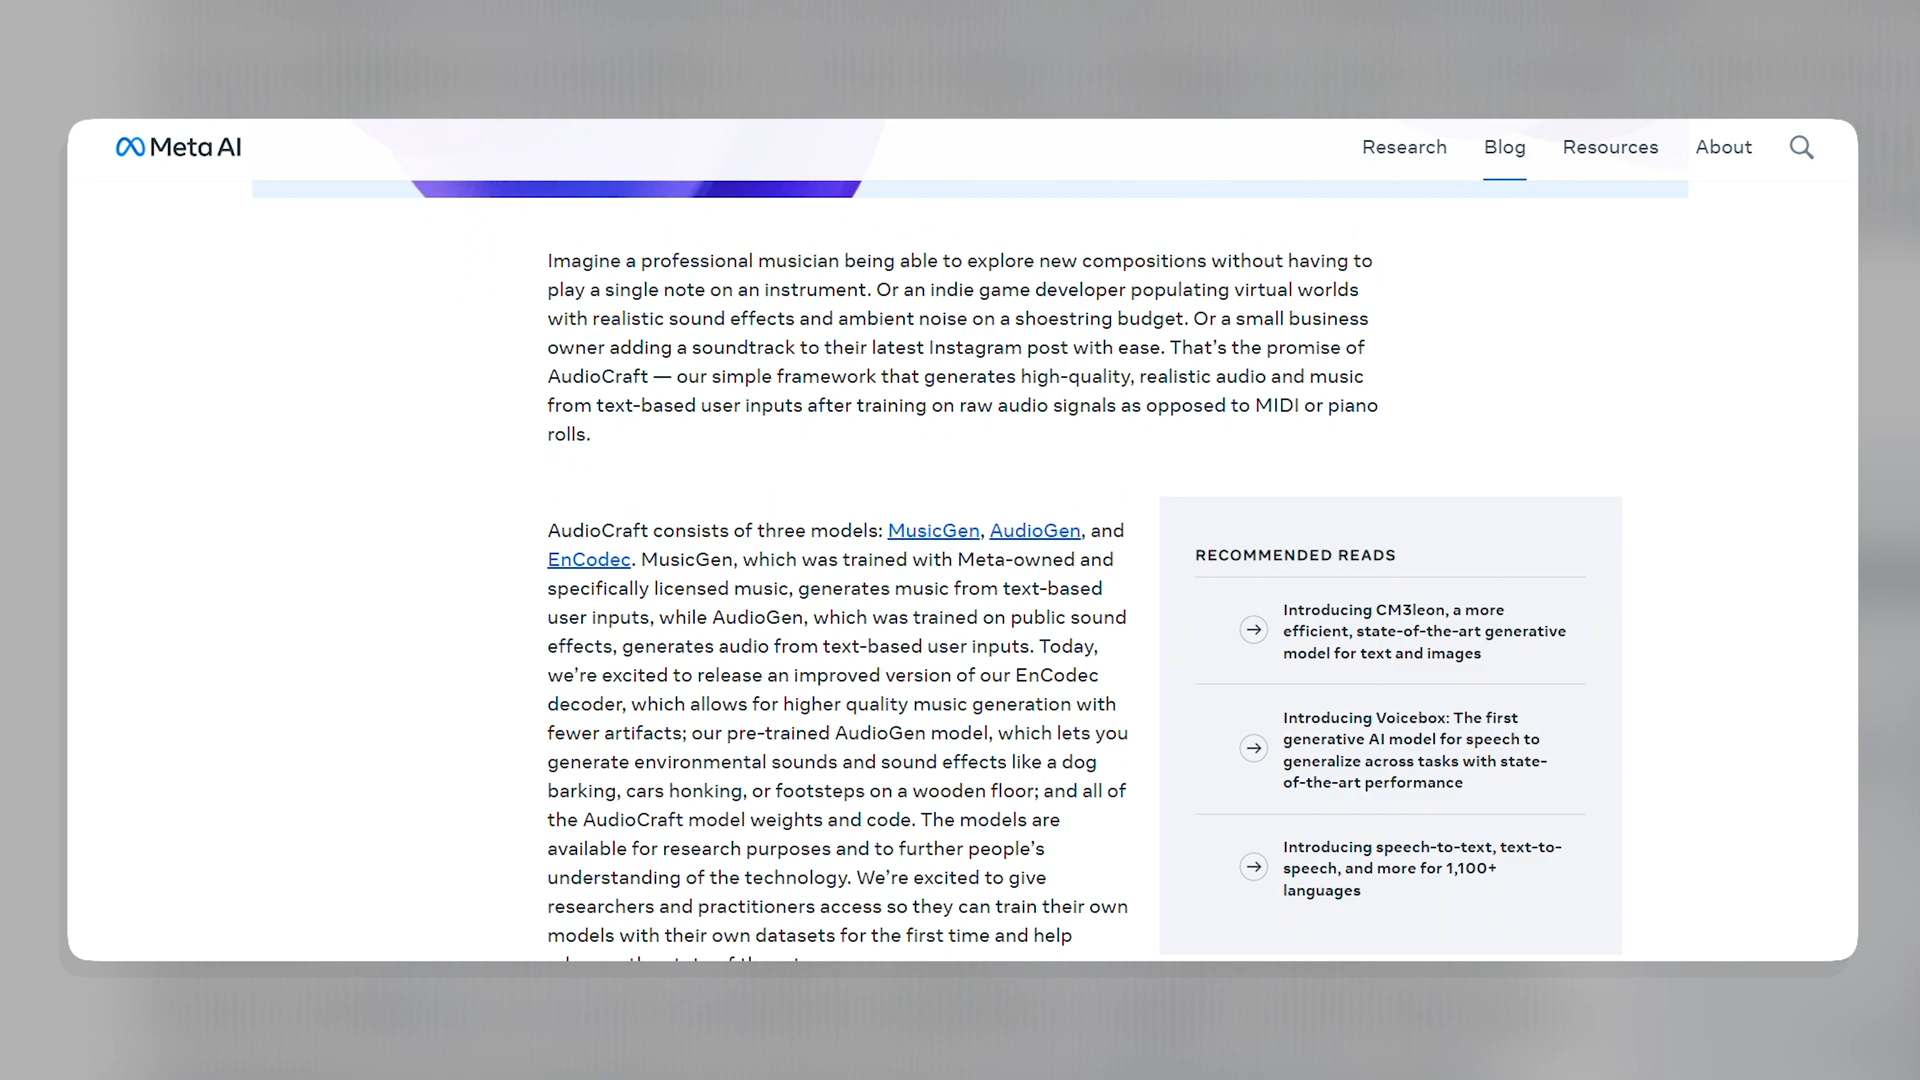 Meta AI
Research
Blog
Resources
About
Imagine a professional musician being able to explore new compositions without having to
play a single note on an instrument. Or an indie game developer populating virtual worlds
with realistic sound effects and ambient noise on a shoestring budget. Or a small business
owner adding a soundtrack to their latest Instagram post with ease. That’s the promise of
AudioCraft — our simple framework that generates high-quality, realistic audio and music
from text-based user inputs after training on raw audio signals as opposed to MIDI or piano
rolls.
AudioCraft consists of three models: MusicGen, AudioGen, and
EnCodec. MusicGen, which was trained with Meta-owned and
specifically licensed music, generates music from text-based
user inputs, while AudioGen, which was trained on public sound
effects, generates audio from text-based user inputs. Today,
we’re excited to release an improved version of our EnCodec
decoder, which allows for higher quality music generation with
fewer artifacts; our pre-trained AudioGen model, which lets you
generate environmental sounds and sound effects like a dog
barking, cars honking, or footsteps on a wooden floor; and all of
the AudioCraft model weights and code. The models are
available for research purposes and to further people’s
understanding of the technology. We’re excited to give
researchers and practitioners access so they can train their own
models with their own datasets for the first time and help
RECOMMENDED READS
Introducing CM3leon, a more
efficient, state-of-the-art generative
model for text and images
Introducing Voicebox: The first
generative AI model for speech to
generalize across tasks with state-
of-the-art performance
Introducing speech-to-text, text-to-
speech, and more for 1,100+
languages